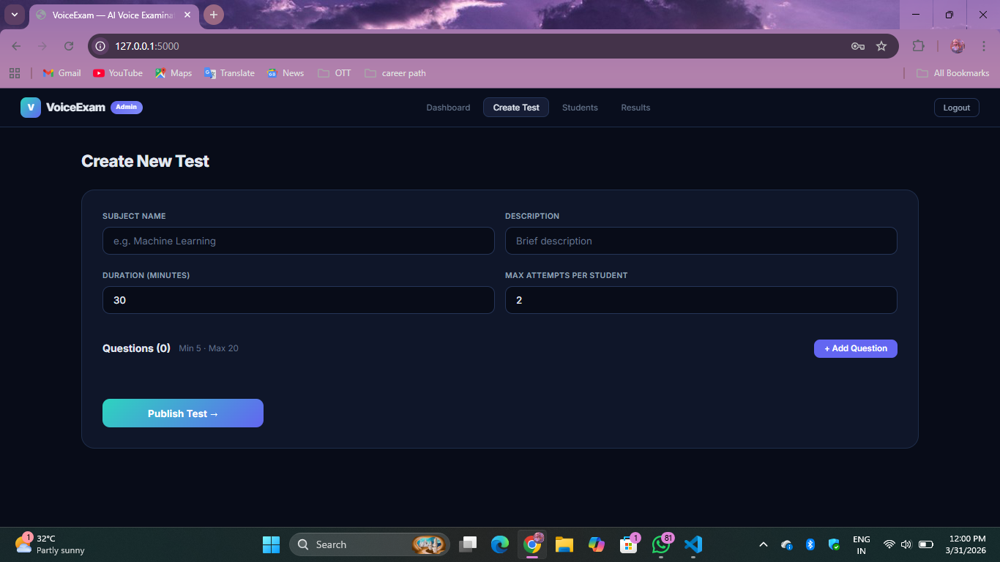 VoiceExam — AI Voice Examina
127.0.0.1:5000
Gmail
YouTube
Maps
Translate
News
OTT
career path
All Bookmarks
V VoiceExam Admin
Dashboard
Create Test
Students
Results
Logout
Create New Test
SUBJECT NAME
DESCRIPTION
e.g. Machine Learning
Brief description
DURATION (MINUTES)
MAX ATTEMPTS PER STUDENT
30
2
Questions (0) Min 5 · Max 20
+ Add Question
Publish Test →
1
32°C
Partly sunny
Search
1
81
ENG
IN
12:00 PM
3/31/2026